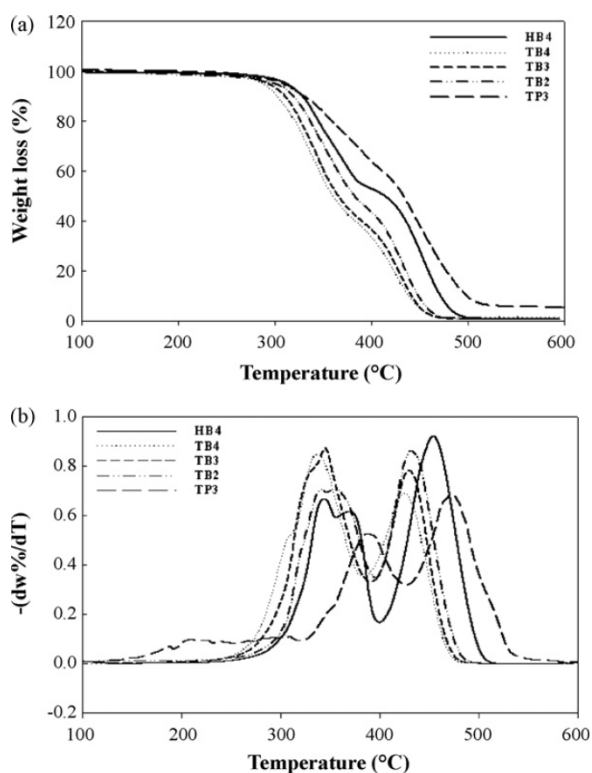 (a)
120
100
80
60
40
20
0
Weight loss (%)
HB4
TB4
TB3
TB2
TP3
100 200 300 400 500 600
Temperature (°C)
(b)
1.0
0.8
0.6
0.4
0.2
0.0
-0.2
-(dw%/dT)
HB4
TB4
TB3
TB2
TP3
100 200 300 400 500 600
Temperature (°C)